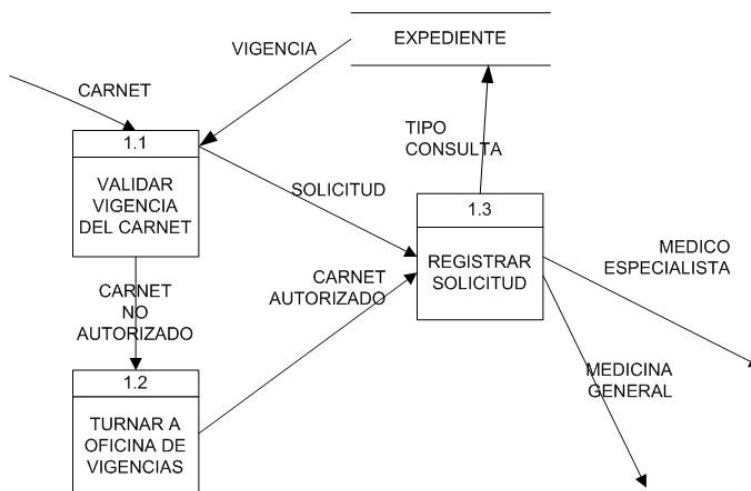 EXPEDIENTE
VIGENCIA
CARNET
1.1
VALIDAR
VIGENCIA
DEL CARNET
TIPO
CONSULTA
SOLICITUD
1.3
REGISTRAR
SOLICITUD
MEDICO
ESPECIALISTA
CARNET
AUTORIZADO
CARNET
NO
AUTORIZADO
MEDICINA
GENERAL
1.2
TURNAR A
OFICINA DE
VIGENCIAS